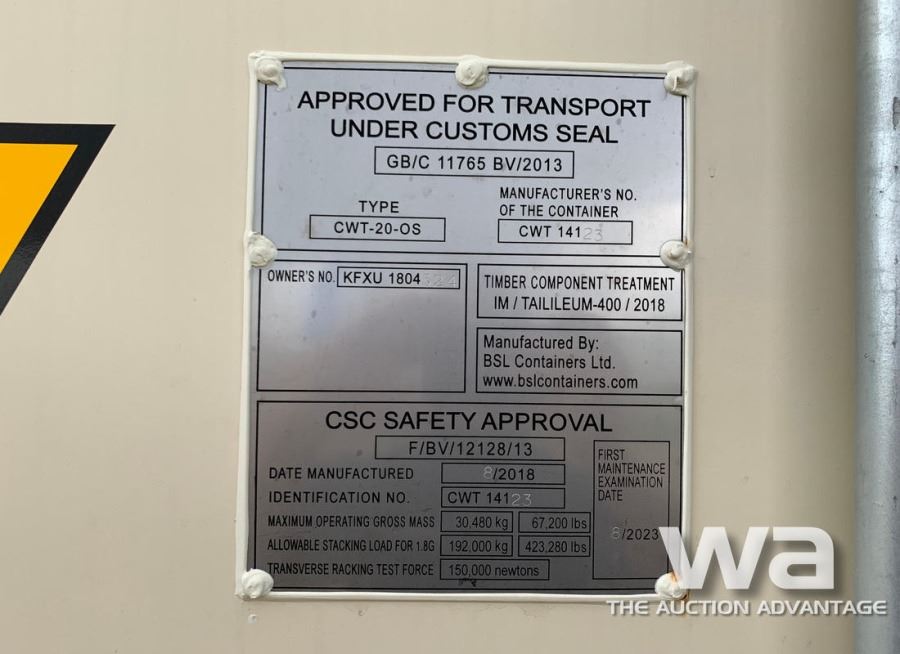 APPROVED FOR TRANSPORT
UNDER CUSTOMS SEAL
GB/C 11765 BV/2013
TYPE
CWT-20-OS
MANUFACTURER'S NO.
OF THE CONTAINER
CWT 14123
OWNER'S NO.
TIMBER COMPONENT TREATMENT
IM / TAILILEUM-400 / 2018
Manufactured By:
BSL Containers Ltd.
www.bslcontainers.com
CSC SAFETY APPROVAL
F/BV/12128/13
DATE MANUFACTURED 8/2018
IDENTIFICATION NO. CWT 14123
MAXIMUM OPERATING GROSS MASS 30,480 kg 67,200 lbs
ALLOWABLE STACKING LOAD FOR 1.8G 192,000 kg 423,280 lbs
TRANSVERSE RACKING TEST FORCE 150,000 newtons
FIRST
MAINTENANCE
EXAMINATION
DATE
8/2023
wa
THE AUCTION ADVANTAGE